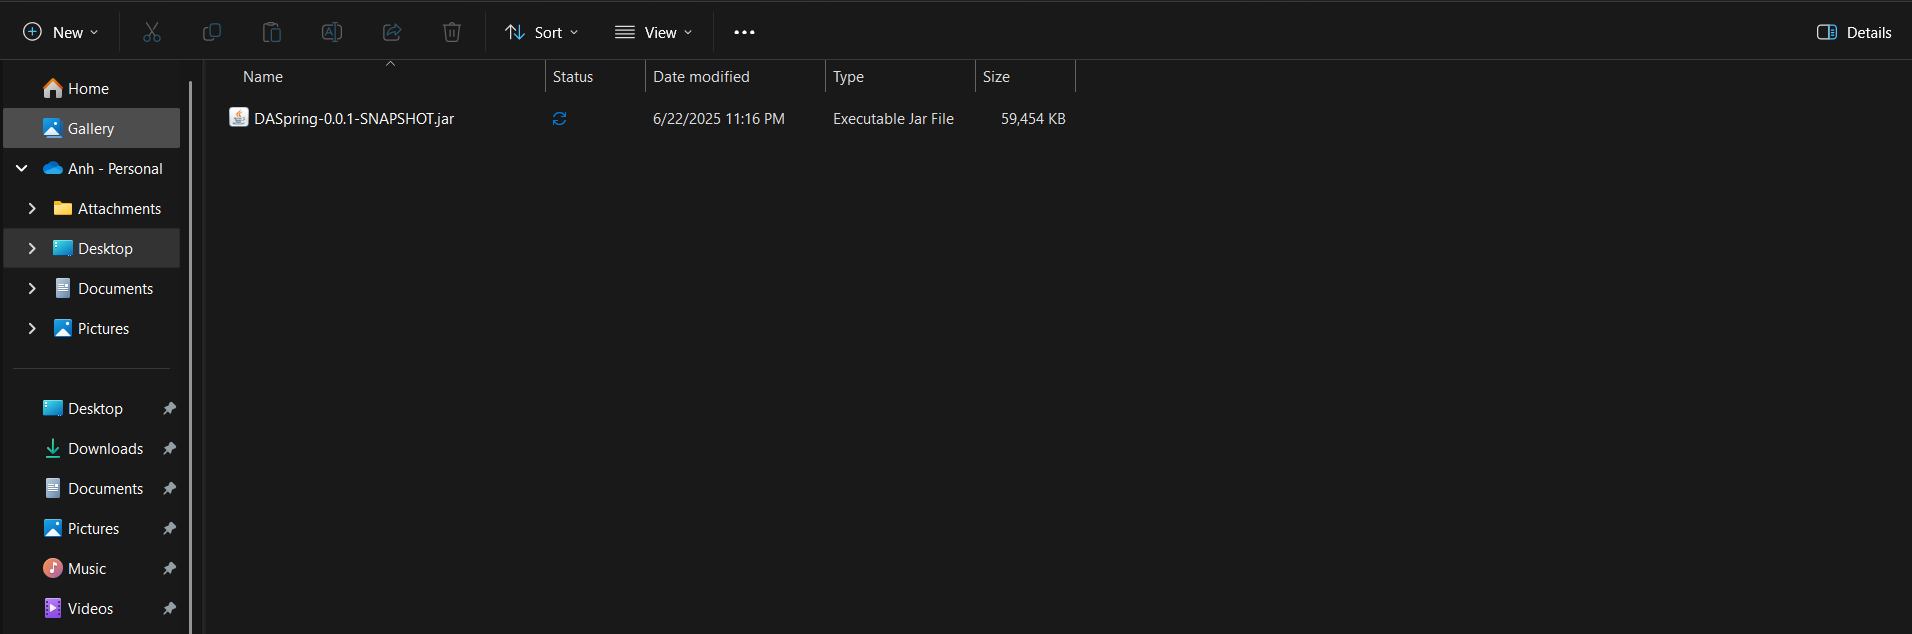 New Sort View Details
Name Status Date modified Type Size
DASpring-0.0.1-SNAPSHOT.jar 6/22/2025 11:16 PM Executable Jar File 59,454 KB
Home
Gallery
Anh - Personal
Attachments
Desktop
Documents
Pictures
Desktop
Downloads
Documents
Pictures
Music
Videos